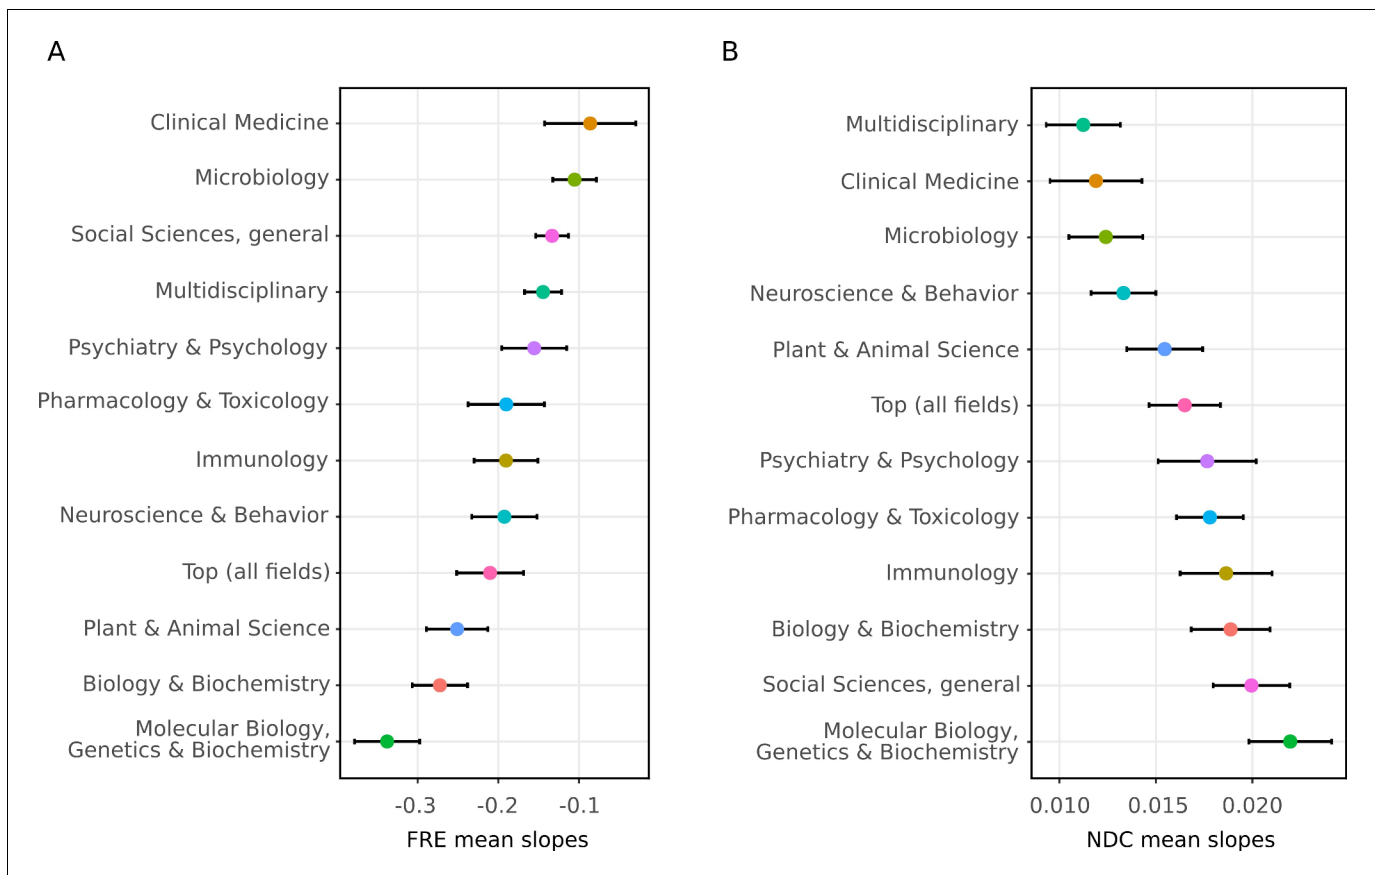 A
Clinical Medicine
Microbiology
Social Sciences, general
Multidisciplinary
Psychiatry & Psychology
Pharmacology & Toxicology
Immunology
Neuroscience & Behavior
Top (all fields)
Plant & Animal Science
Biology & Biochemistry
Molecular Biology,
Genetics & Biochemistry
-0.3 -0.2 -0.1
FRE mean slopes
B
Multidisciplinary
Clinical Medicine
Microbiology
Neuroscience & Behavior
Plant & Animal Science
Top (all fields)
Psychiatry & Psychology
Pharmacology & Toxicology
Immunology
Biology & Biochemistry
Social Sciences, general
Molecular Biology,
Genetics & Biochemistry
0.010 0.015 0.020
NDC mean slopes